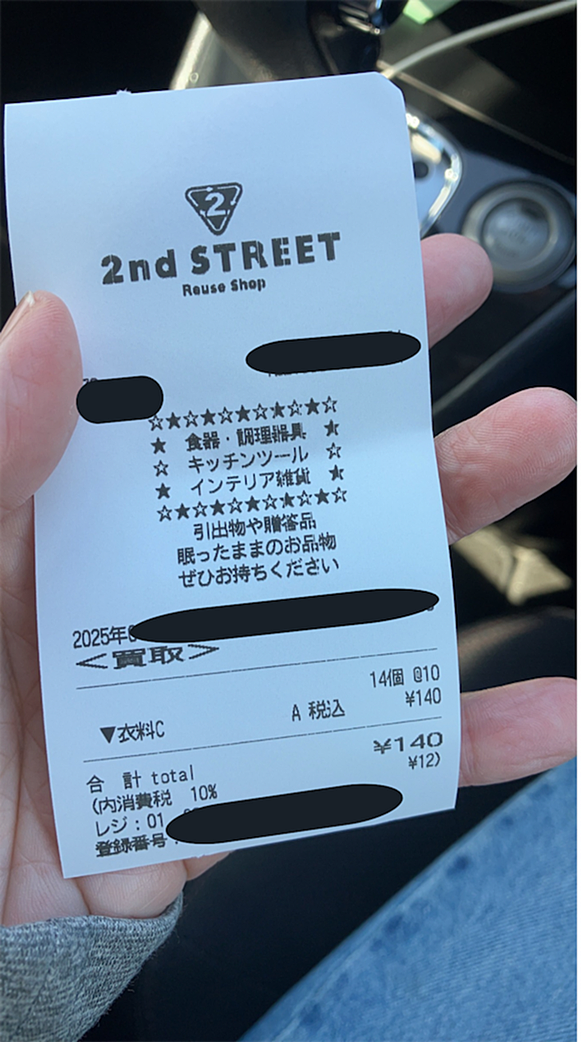 2
2nd STREET
Reuse Shop
☆★☆★☆★☆★☆★☆
★ 食器・調理器具 ★
☆ キッチンツール ☆
★ インテリア雑貨 ★
☆★☆★☆★☆★☆★☆
引出物や贈答品
眠ったままのお品物
ぜひお持ちください
2025年
<買取>
14個 @10
▼衣料C A 税込 ¥140
合 計 total ¥140
(内消費税 10% ¥12)
レジ:01
登録番号: